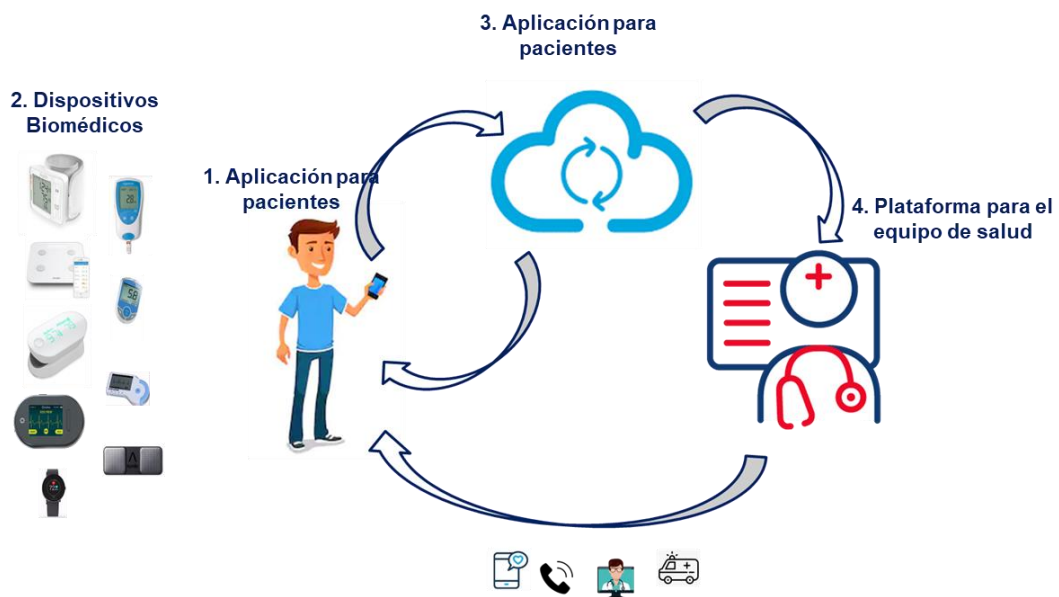 3. Aplicación para
pacientes
2. Dispositivos
Biomédicos
1. Aplicación para
pacientes
4. Plataforma para el
equipo de salud